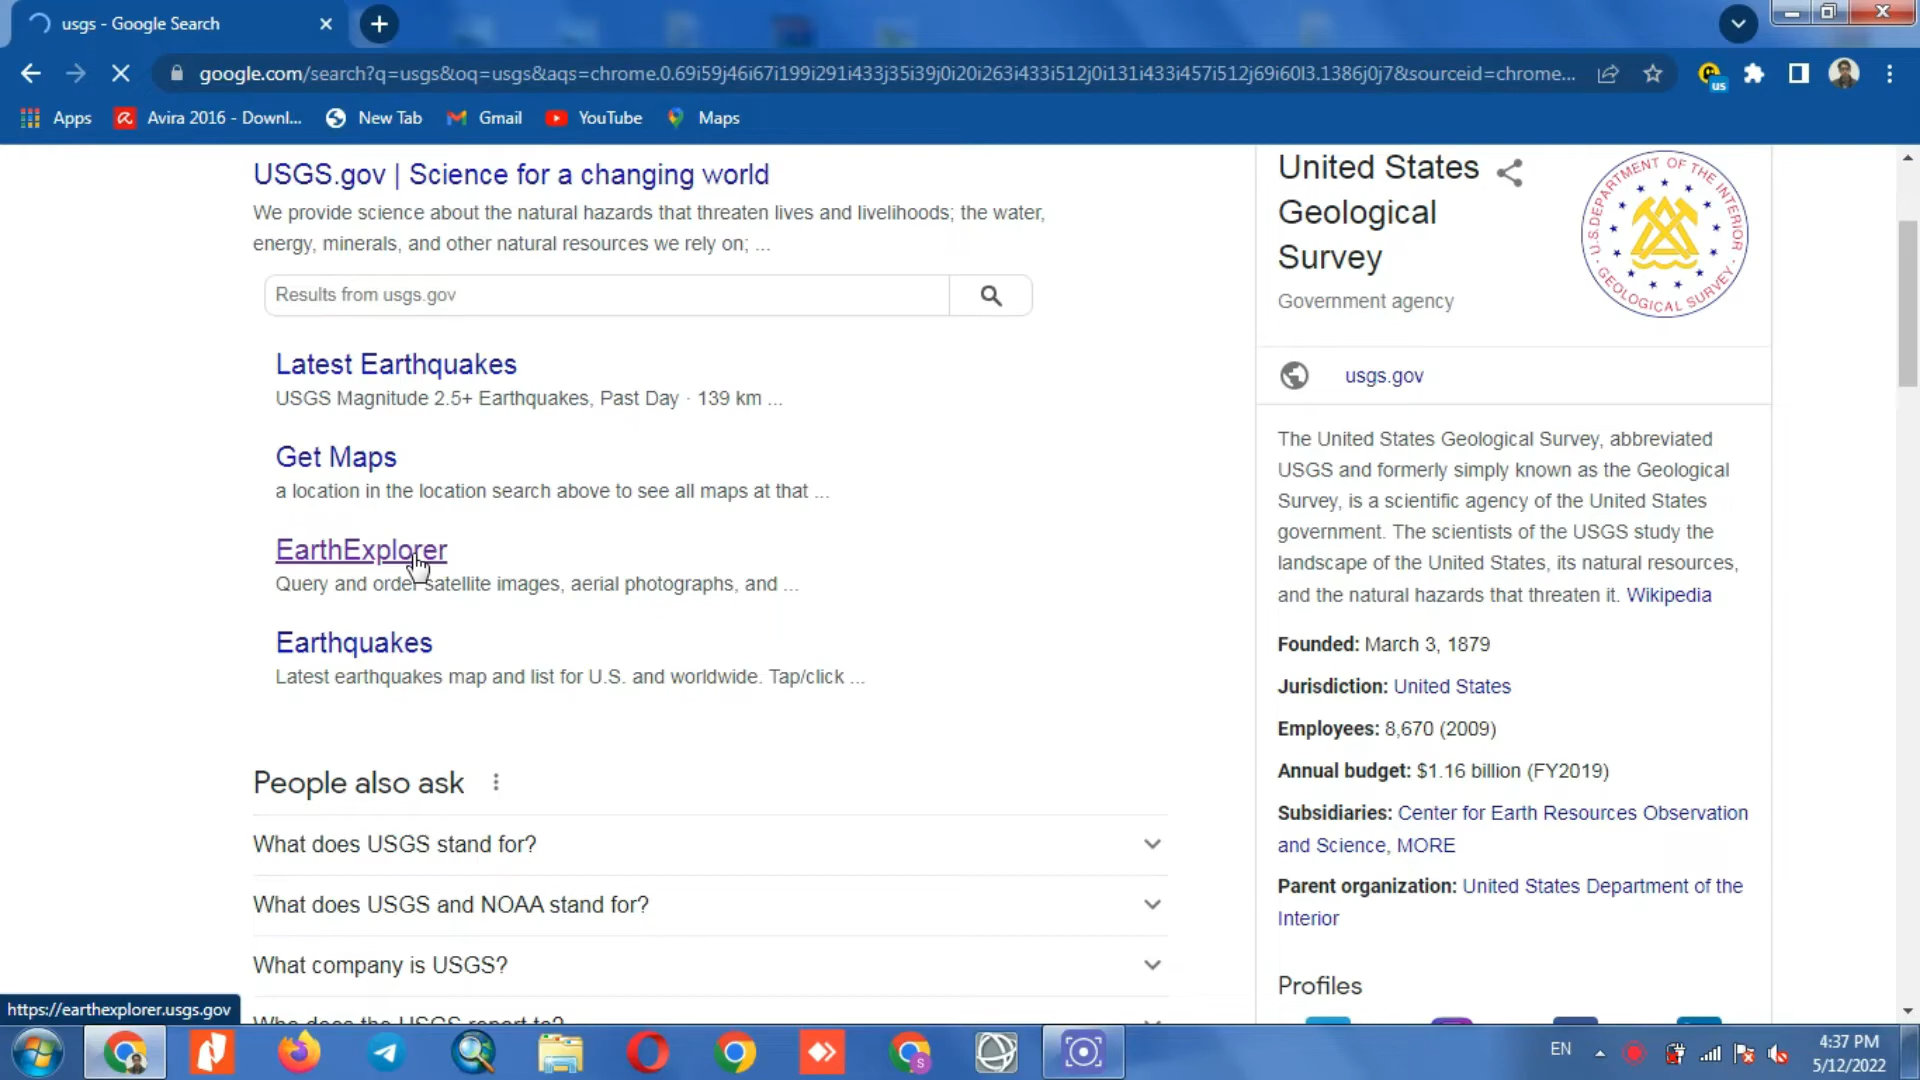 usgs - Google Search
google.com/search?q=usgs&oq=usgs&aqs=chrome.0.69i59j46i67i199i291i433j35i39j0i20i263i433i512j0i131i433i457i512j69i60l3.1386j0j7&sourceid=chrome...
us
Apps
Avira 2016 - Downl...
New Tab
Gmail
YouTube
Maps
USGS.gov | Science for a changing world
We provide science about the natural hazards that threaten lives and livelihoods; the water,
energy, minerals, and other natural resources we rely on; ...
Results from usgs.gov
Latest Earthquakes
USGS Magnitude 2.5+ Earthquakes, Past Day · 139 km ...
Get Maps
a location in the location search above to see all maps at that ...
EarthExplorer
Query and order satellite images, aerial photographs, and ...
Earthquakes
Latest earthquakes map and list for U.S. and worldwide. Tap/click ...
People also ask
What does USGS stand for?
What does USGS and NOAA stand for?
What company is USGS?
Who does the USGS report to?
United States
Geological
Survey
Government agency
U.S. DEPARTMENT OF THE INTERIOR
GEOLOGICAL SURVEY
usgs.gov
The United States Geological Survey, abbreviated
USGS and formerly simply known as the Geological
Survey, is a scientific agency of the United States
government. The scientists of the USGS study the
landscape of the United States, its natural resources,
and the natural hazards that threaten it. Wikipedia
Founded: March 3, 1879
Jurisdiction: United States
Employees: 8,670 (2009)
Annual budget: $1.16 billion (FY2019)
Subsidiaries: Center for Earth Resources Observation
and Science, MORE
Parent organization: United States Department of the
Interior
Profiles
https://earthexplorer.usgs.gov
S
EN
4:37 PM
5/12/2022